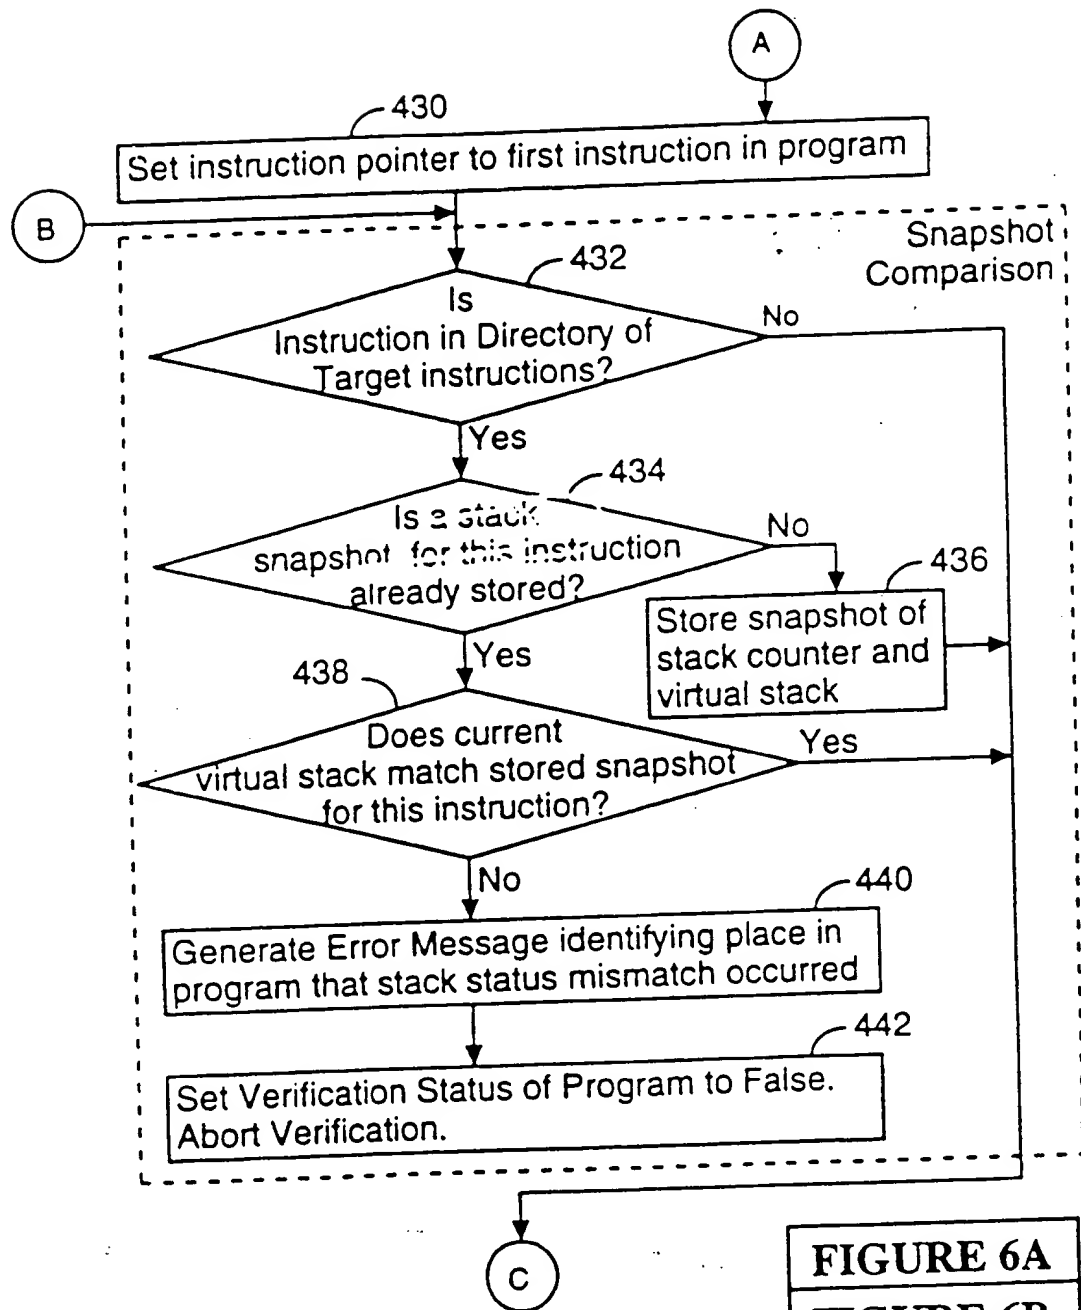 A
430
Set instruction pointer to first instruction in program
B
Snapshot
Comparison
432
Is
Instruction in Directory of
Target instructions?
No
Yes
434
Is a stack
snapshot for this instruction
already stored?
No
436
Store snapshot of
stack counter and
virtual stack
Yes
438
Does current
virtual stack match stored snapshot
for this instruction?
Yes
No
440
Generate Error Message identifying place in
program that stack status mismatch occurred
442
Set Verification Status of Program to False.
Abort Verification.
C
FIGURE 6A
FIGURE 6B